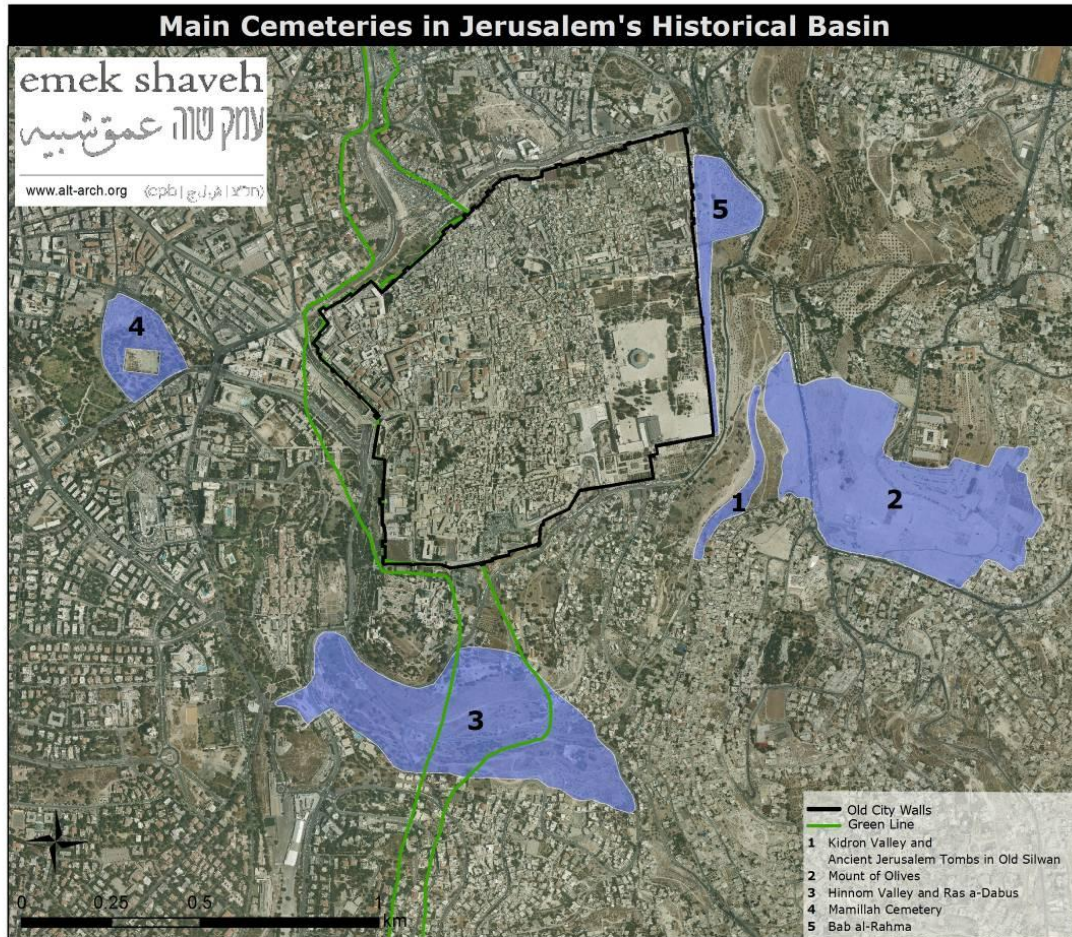 Main Cemeteries in Jerusalem's Historical Basin
emek shaveh
עמק שווה عمق شبيه
www.alt-arch.org
5
4
1
2
3
Old City Walls
Green Line
1 Kidron Valley and
Ancient Jerusalem Tombs in Old Silwan
2 Mount of Olives
3 Hinnom Valley and Ras a-Dabus
4 Mamillah Cemetery
5 Bab al-Rahma
0 0.25 0.5 1
km